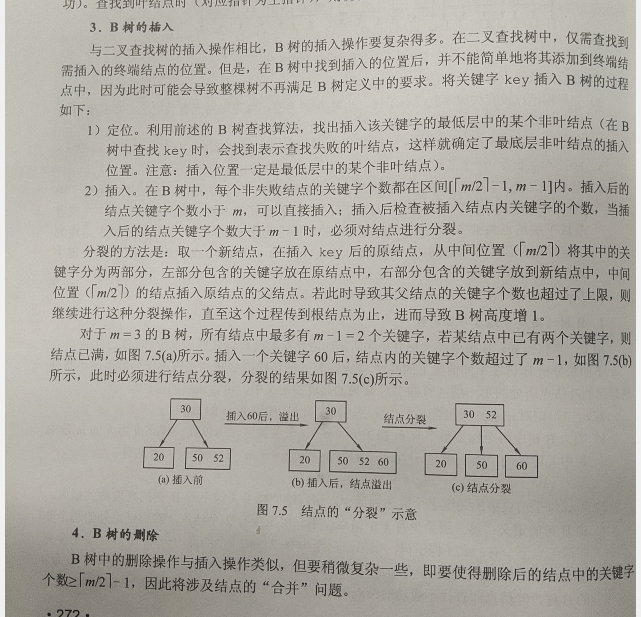 功)。查找到叶结点时(对应指针为空指针),
3. B 树的插入
与二叉查找树的插入操作相比,B 树的插入操作要复杂得多。在二叉查找树中,仅需查找到
需插入的终端结点的位置。但是,在 B 树中找到插入的位置后,并不能简单地将其添加到终端结
点中,因为此时可能会导致整棵树不再满足 B 树定义中的要求。将关键字 key 插入 B 树的过程
如下:
1)定位。利用前述的 B 树查找算法,找出插入该关键字的最低层中的某个非叶结点(在 B
树中查找 key 时,会找到表示查找失败的叶结点,这样就确定了最底层非叶结点的插入
位置。注意:插入位置一定是最低层中的某个非叶结点)。
2)插入。在 B 树中,每个非失败结点的关键字个数都在区间[⌈m/2⌉-1, m-1]内。插入后的
结点关键字个数小于 m,可以直接插入;插入后检查被插入结点内关键字的个数,当插
入后的结点关键字个数大于 m-1 时,必须对结点进行分裂。
分裂的方法是:取一个新结点,在插入 key 后的原结点,从中间位置(⌈m/2⌉)将其中的关
键字分为两部分,左部分包含的关键字放在原结点中,右部分包含的关键字放到新结点中,中间
位置(⌈m/2⌉)的结点插入原结点的父结点。若此时导致其父结点的关键字个数也超过了上限,则
继续进行这种分裂操作,直至这个过程传到根结点为止,进而导致 B 树高度增 1。
对于 m = 3 的 B 树,所有结点中最多有 m-1 = 2 个关键字,若某结点中已有两个关键字,则
结点已满,如图 7.5(a)所示。插入一个关键字 60 后,结点内的关键字个数超过了 m-1,如图 7.5(b)
所示,此时必须进行结点分裂,分裂的结果如图 7.5(c)所示。
30
20
50 52
(a) 插入前
插入60后,溢出
30
20
50 52 60
(b) 插入后,结点溢出
结点分裂
30 52
20
50
60
(c) 结点分裂
图 7.5 结点的“分裂”示意
4. B 树的删除
B 树中的删除操作与插入操作类似,但要稍微复杂一些,即要使得删除后的结点中的关键字
个数≥⌈m/2⌉-1,因此将涉及结点的“合并”问题。
·272·